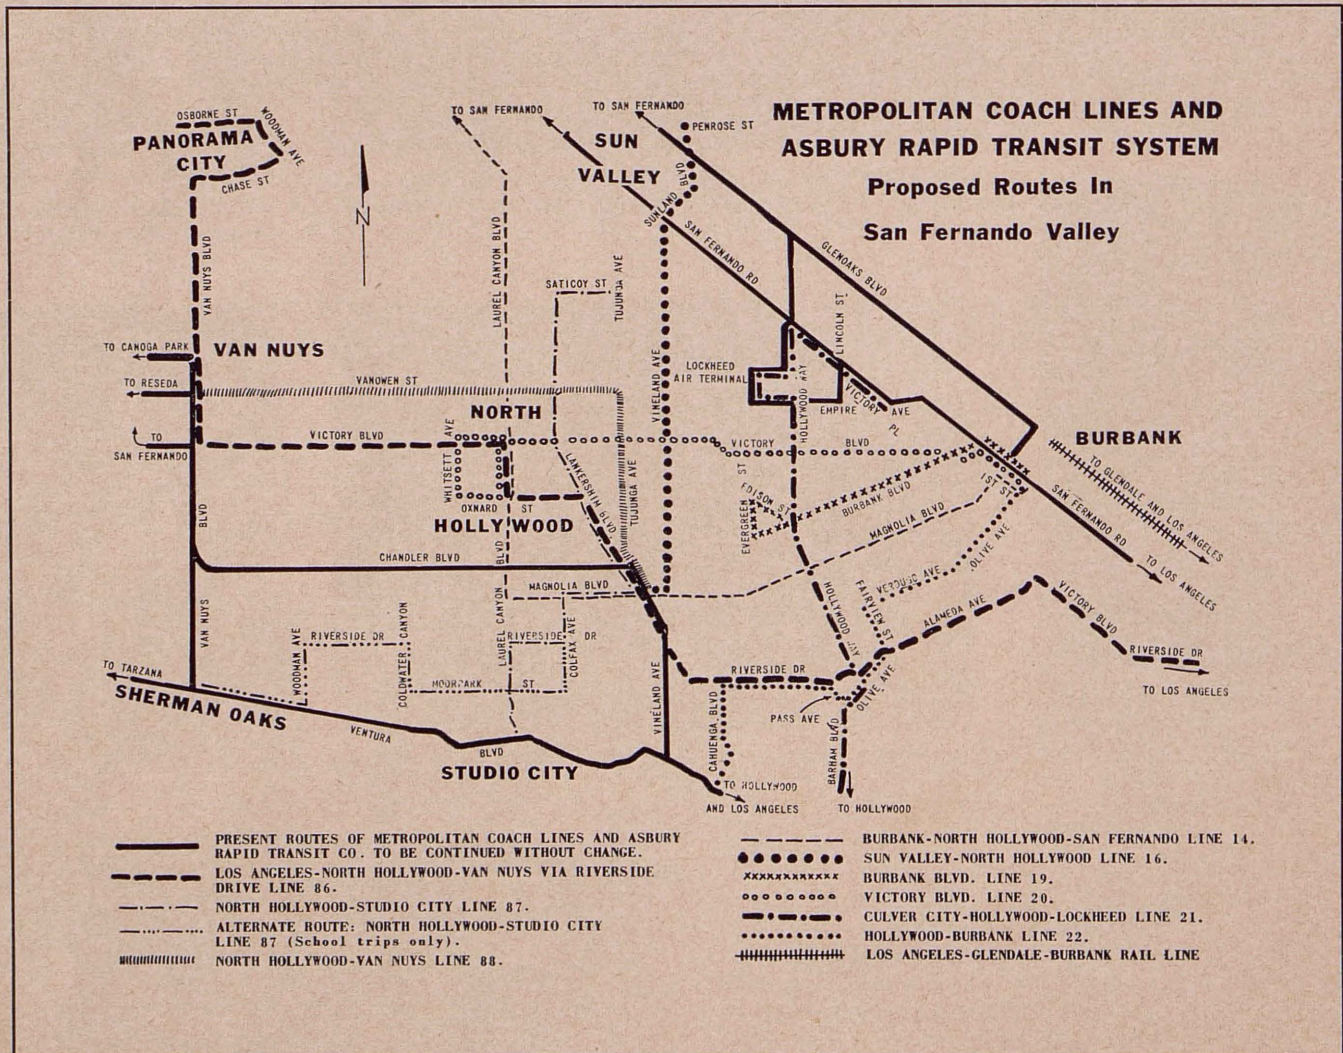 METROPOLITAN COACH LINES AND
ASBURY RAPID TRANSIT SYSTEM
Proposed Routes In
San Fernando Valley
OSBORNE ST
WOODMAN AVE
PANORAMA
CITY
CHASE ST
TO SAN FERNANDO
TO SAN FERNANDO
SUN
VALLEY
PENROSE ST
SUNLAND BLVD
SAN FERNANDO RD
GLENOAKS BLVD
N
VAN NUYS BLVD
LAUREL CANYON BLVD
SATICOY ST
TUJUNGA AVE
VINELAND AVE
LINCOLN ST
TO CANOGA PARK
VAN NUYS
TO RESEDA
VANOWEN ST
LOCKHEED
AIR TERMINAL
HOLLYWOOD WAY
EMPIRE AVE
VICTORY PL
NORTH
TO
SAN FERNANDO
VICTORY BLVD
WHITSETT AVE
OXNARD ST
HOLLYWOOD
LANKERSHIM BLVD
TUJUNGA AVE
VICTORY BLVD
BURBANK
TO GLENDALE AND LOS ANGELES
EDISON ST
EVERGREEN ST
BURBANK BLVD
MAGNOLIA BLVD
1ST ST
SAN FERNANDO RD
TO LOS ANGELES
OLIVE AVE
VERDUGO AVE
FAIRVIEW ST
HOLLYWOOD WAY
ALAMEDA AVE
VICTORY BLVD
RIVERSIDE DR
TO LOS ANGELES
BLVD
CHANDLER BLVD
MAGNOLIA BLVD
VAN NUYS
WOODMAN AVE
RIVERSIDE DR
COLDWATER CANYON
LAUREL CANYON BLVD
RIVERSIDE DR
COLFAX AVE
MOORPARK ST
VINELAND AVE
RIVERSIDE DR
CAHUENGA BLVD
PASS AVE
OLIVE AVE
BARHAM BLVD
TO TARZANA
SHERMAN OAKS
VENTURA
BLVD
STUDIO CITY
TO HOLLYWOOD
AND LOS ANGELES
TO HOLLYWOOD
PRESENT ROUTES OF METROPOLITAN COACH LINES AND ASBURY
RAPID TRANSIT CO. TO BE CONTINUED WITHOUT CHANGE.
LOS ANGELES-NORTH HOLLYWOOD-VAN NUYS VIA RIVERSIDE
DRIVE LINE 86.
NORTH HOLLYWOOD-STUDIO CITY LINE 87.
ALTERNATE ROUTE: NORTH HOLLYWOOD-STUDIO CITY
LINE 87 (School trips only).
NORTH HOLLYWOOD-VAN NUYS LINE 88.
BURBANK-NORTH HOLLYWOOD-SAN FERNANDO LINE 14.
SUN VALLEY-NORTH HOLLYWOOD LINE 16.
BURBANK BLVD. LINE 19.
VICTORY BLVD. LINE 20.
CULVER CITY-HOLLYWOOD-LOCKHEED LINE 21.
HOLLYWOOD-BURBANK LINE 22.
LOS ANGELES-GLENDALE-BURBANK RAIL LINE